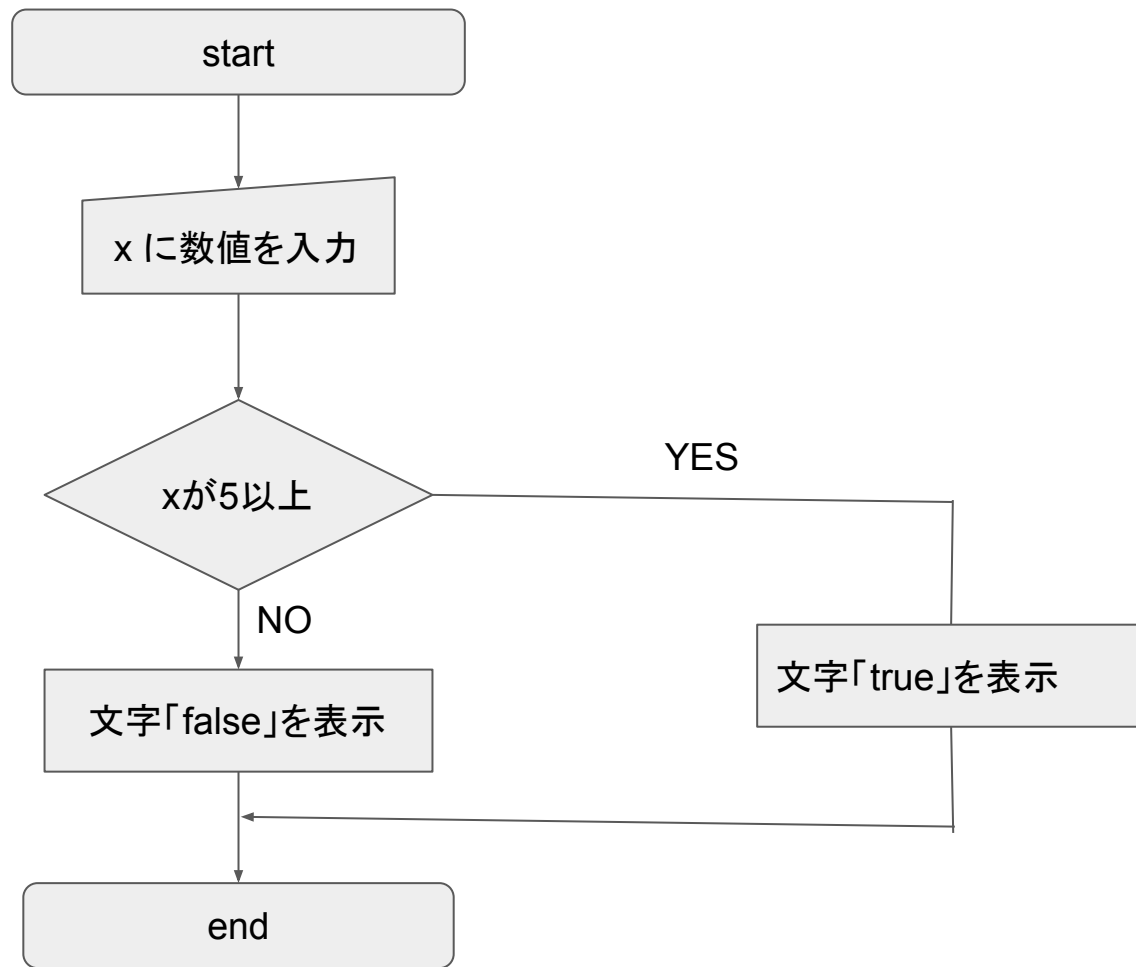 start
x に数値を入力
xが5以上
YES
NO
文字「true」を表示
文字「false」を表示
end